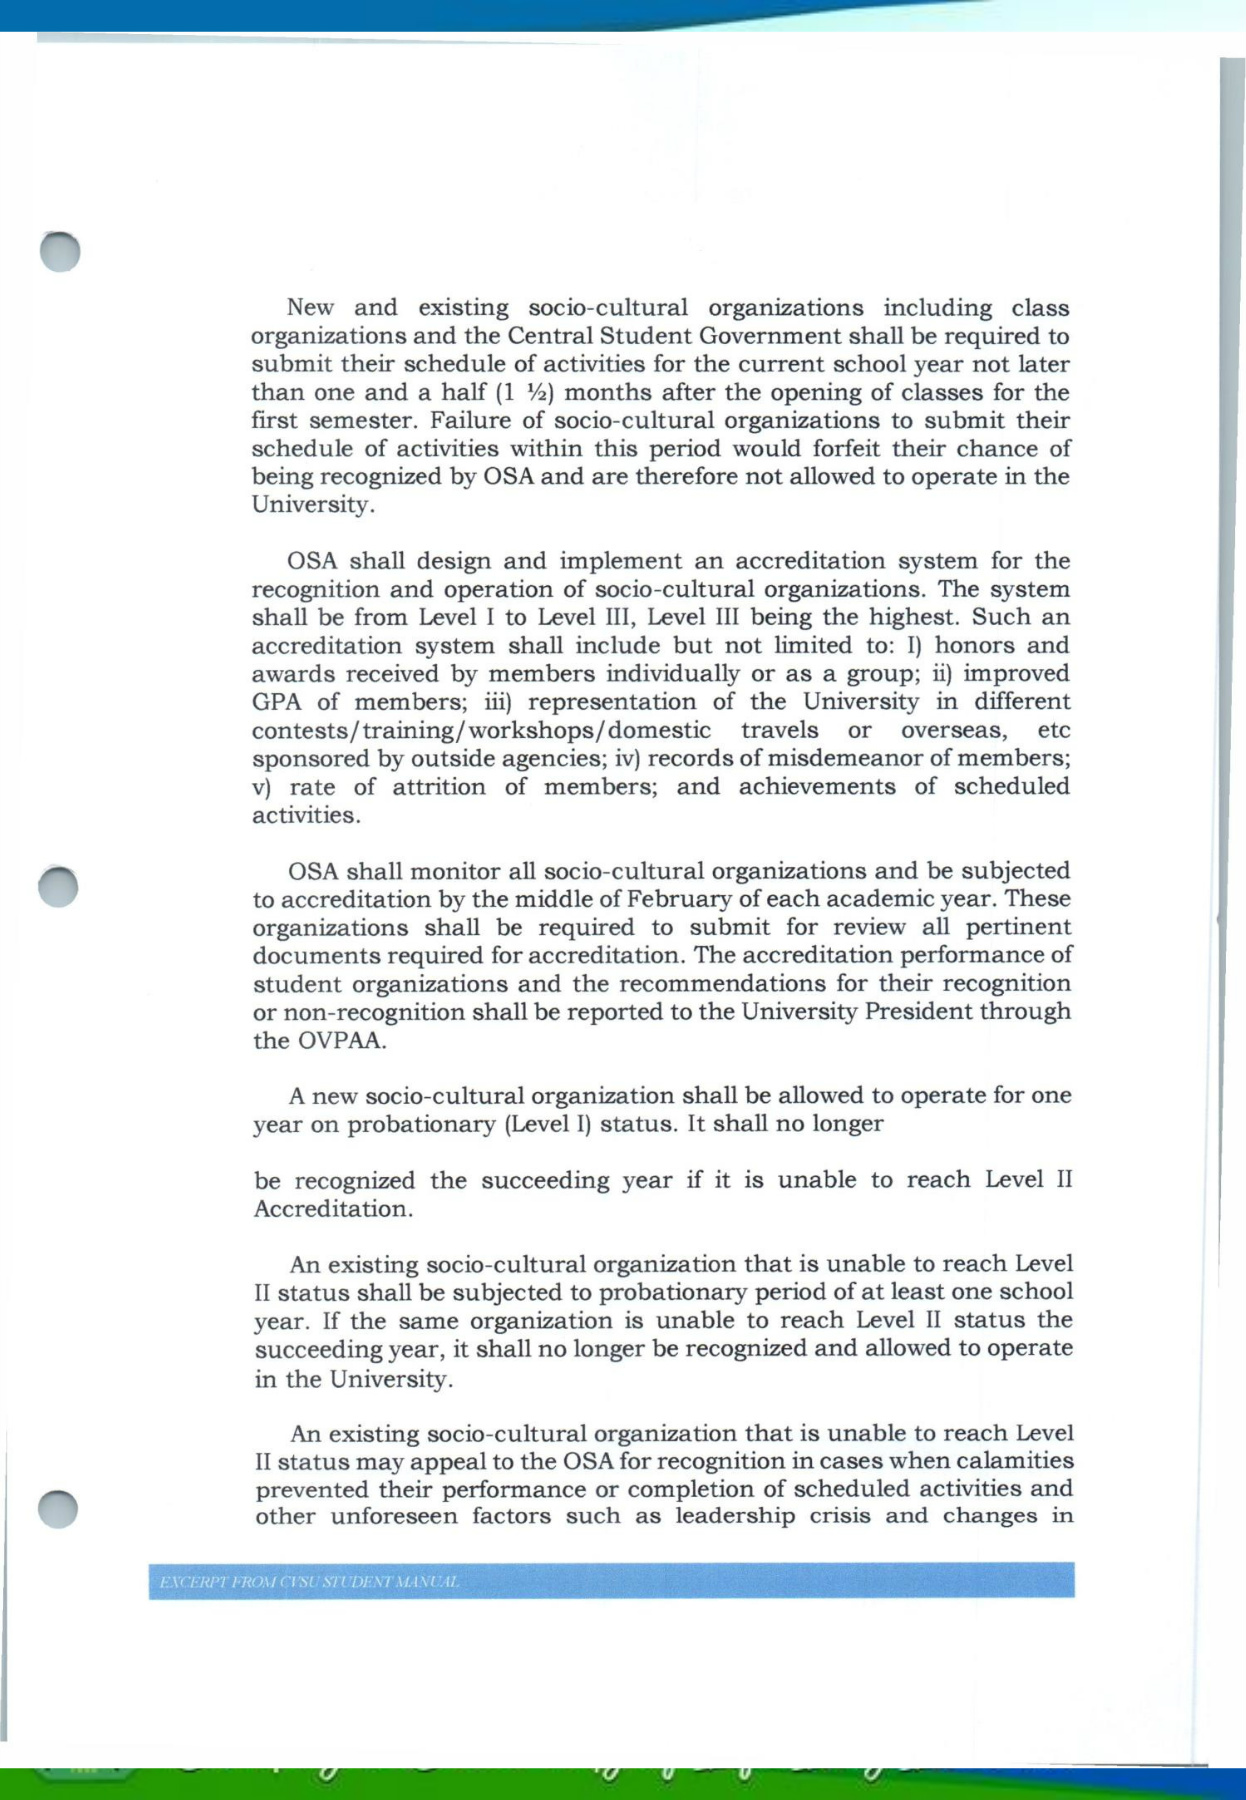 New and existing socio-cultural organizations including class
organizations and the Central Student Government shall be required to
submit their schedule of activities for the current school year not later
than one and a half (1 ½) months after the opening of classes for the
first semester. Failure of socio-cultural organizations to submit their
schedule of activities within this period would forfeit their chance of
being recognized by OSA and are therefore not allowed to operate in the
University.
OSA shall design and implement an accreditation system for the
recognition and operation of socio-cultural organizations. The system
shall be from Level I to Level III, Level III being the highest. Such an
accreditation system shall include but not limited to: I) honors and
awards received by members individually or as a group; ii) improved
GPA of members; iii) representation of the University in different
contests/training/workshops/domestic travels or overseas, etc
sponsored by outside agencies; iv) records of misdemeanor of members;
v) rate of attrition of members; and achievements of scheduled
activities.
OSA shall monitor all socio-cultural organizations and be subjected
to accreditation by the middle of February of each academic year. These
organizations shall be required to submit for review all pertinent
documents required for accreditation. The accreditation performance of
student organizations and the recommendations for their recognition
or non-recognition shall be reported to the University President through
the OVPAA.
A new socio-cultural organization shall be allowed to operate for one
year on probationary (Level I) status. It shall no longer
be recognized the succeeding year if it is unable to reach Level II
Accreditation.
An existing socio-cultural organization that is unable to reach Level
II status shall be subjected to probationary period of at least one school
year. If the same organization is unable to reach Level II status the
succeeding year, it shall no longer be recognized and allowed to operate
in the University.
An existing socio-cultural organization that is unable to reach Level
II status may appeal to the OSA for recognition in cases when calamities
prevented their performance or completion of scheduled activities and
other unforeseen factors such as leadership crisis and changes in
EXCERPT FROM CVSU STUDENT MANUAL